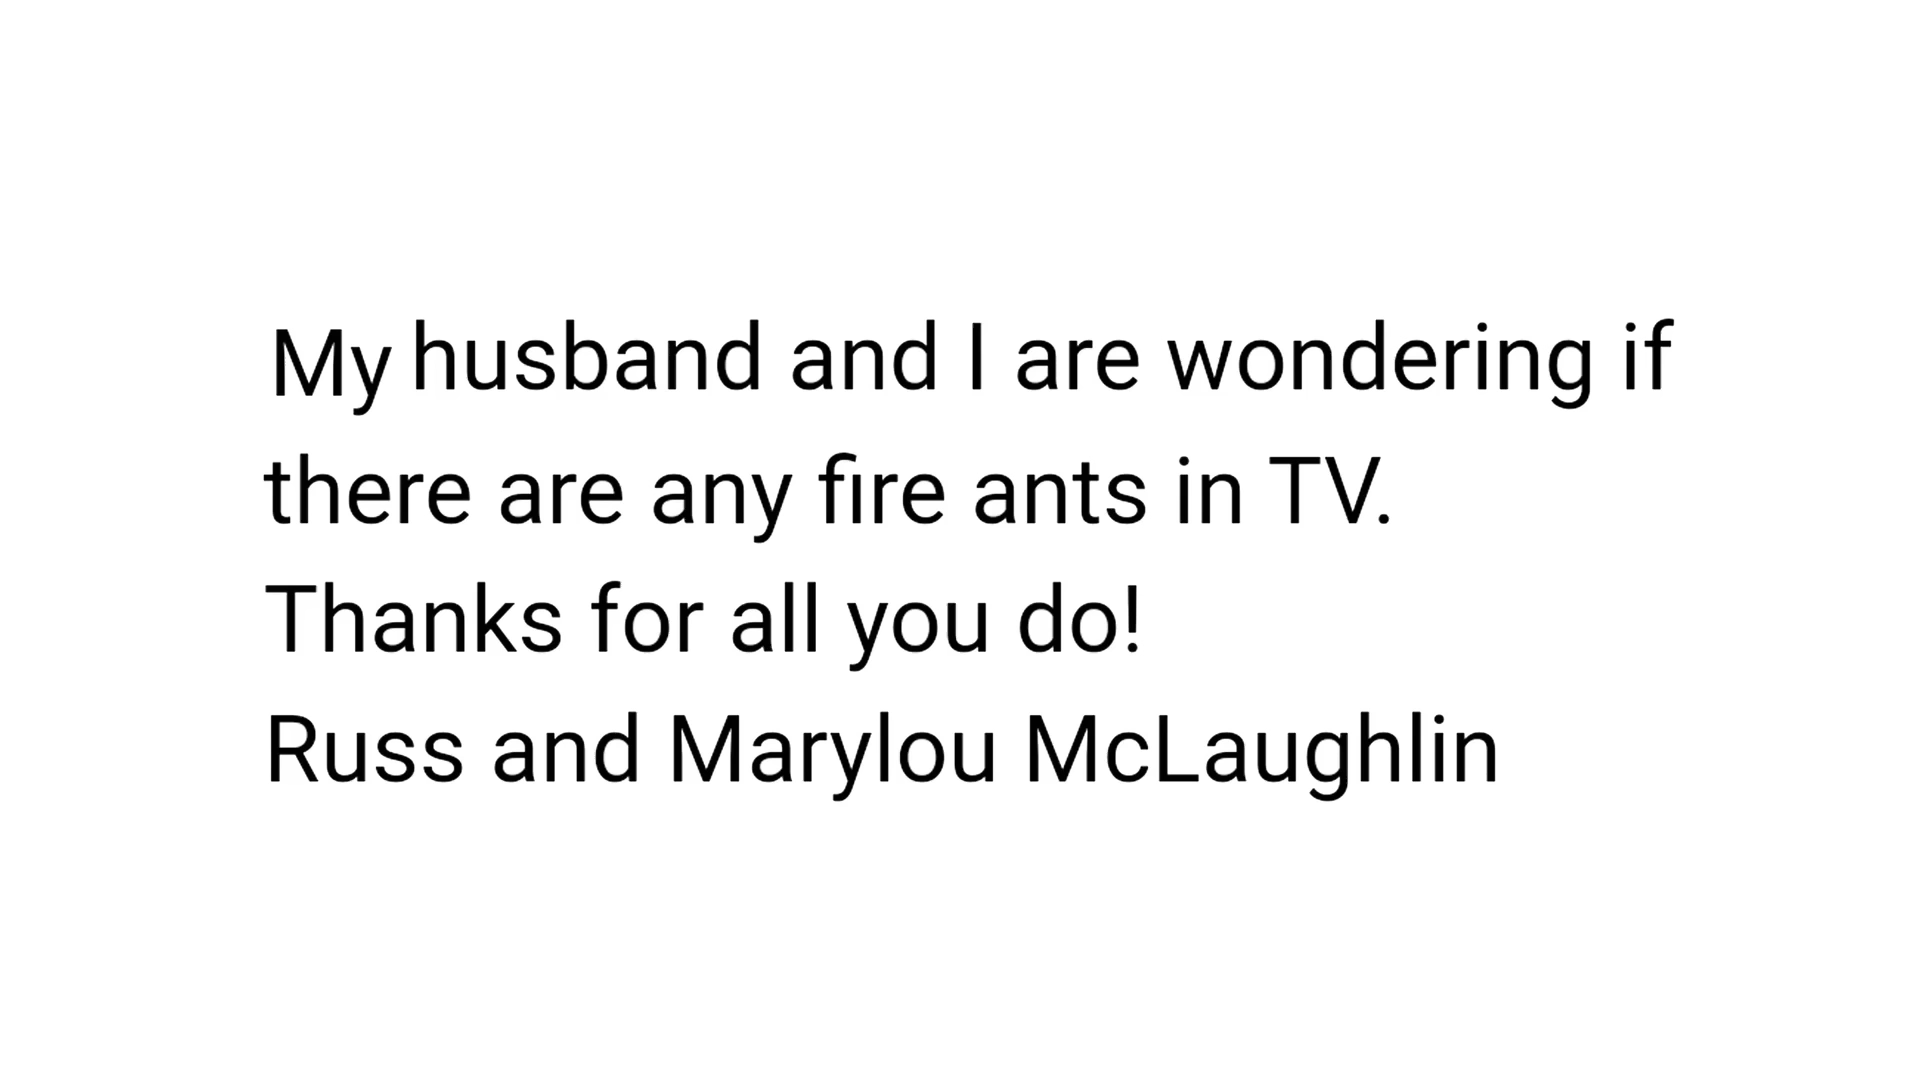 My husband and I are wondering if
there are any fire ants in TV.
Thanks for all you do!
Russ and Marylou McLaughlin